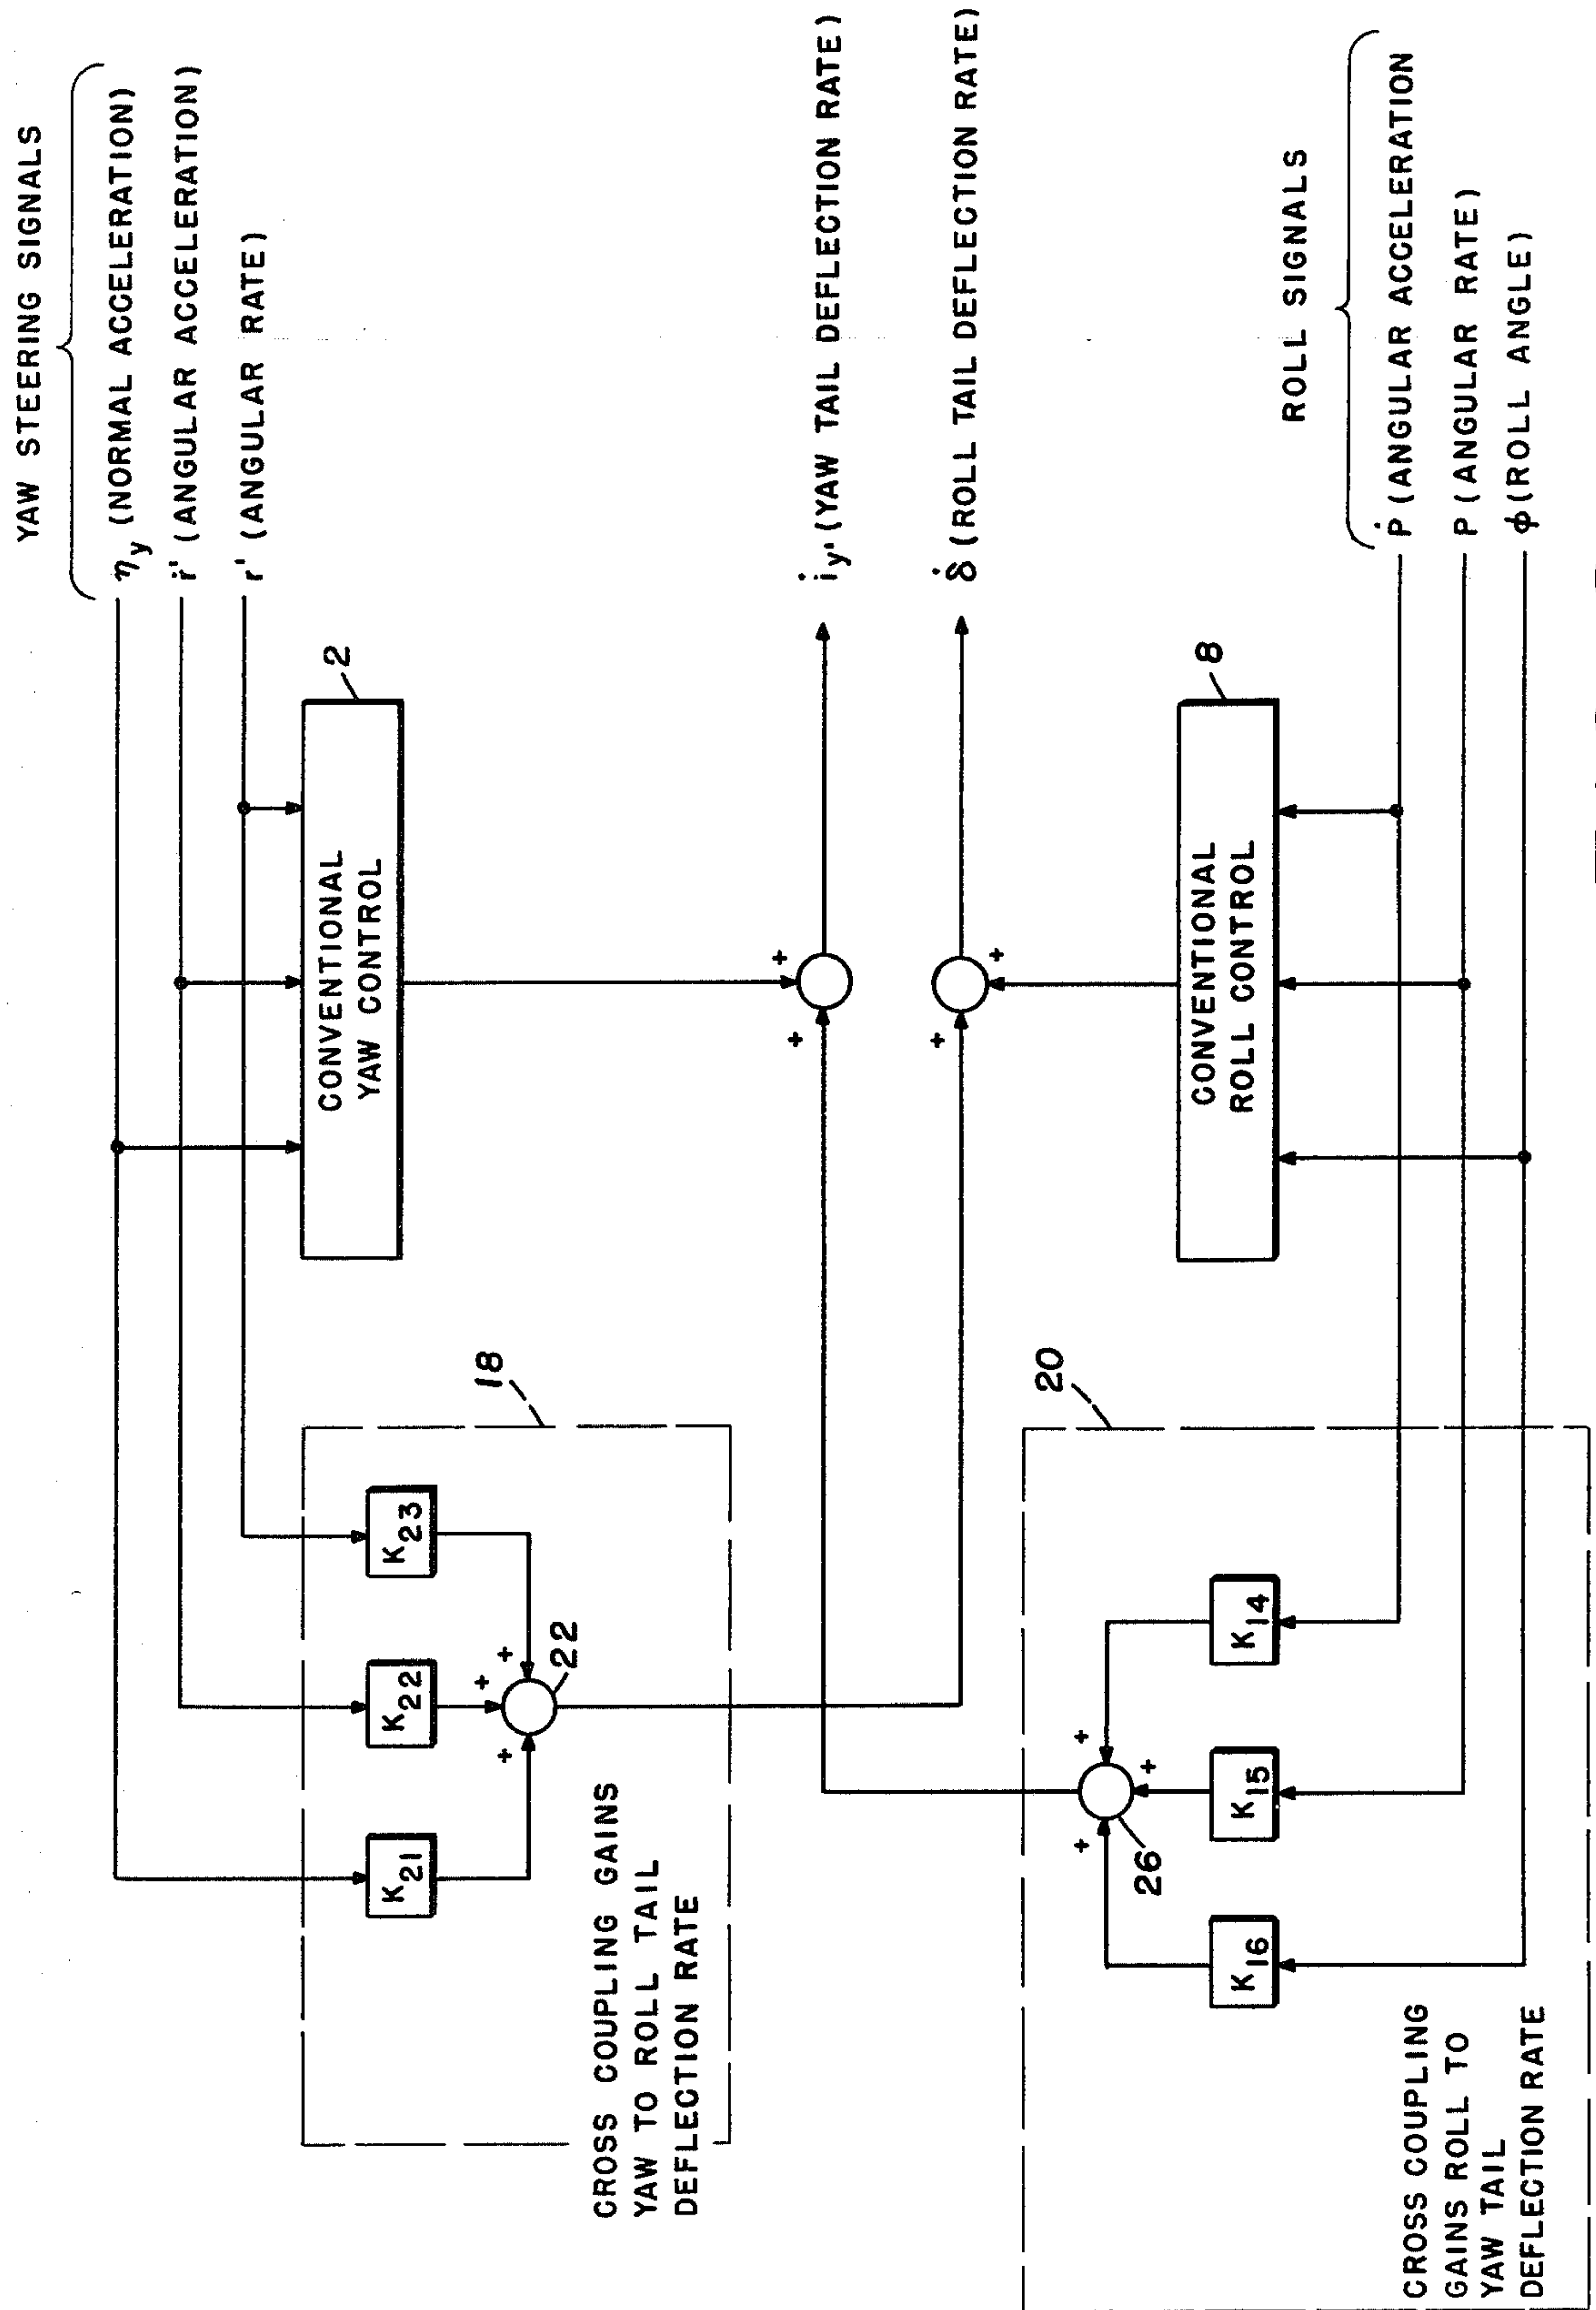 YAW STEERING SIGNALS
ηy (NORMAL ACCELERATION)
ṙ' (ANGULAR ACCELERATION)
r' (ANGULAR RATE)
2
CONVENTIONAL
YAW CONTROL
18
K23
K22
K21
+
+
+
22
CROSS COUPLING GAINS
YAW TO ROLL TAIL
DEFLECTION RATE
+
+
i̇y' (YAW TAIL DEFLECTION RATE)
+
+
δ̇ (ROLL TAIL DEFLECTION RATE)
8
CONVENTIONAL
ROLL CONTROL
ROLL SIGNALS
Ṗ (ANGULAR ACCELERATION
P (ANGULAR RATE)
ϕ (ROLL ANGLE)
20
+
+
+
26
K14
K15
K16
CROSS COUPLING
GAINS ROLL TO
YAW TAIL
DEFLECTION RATE